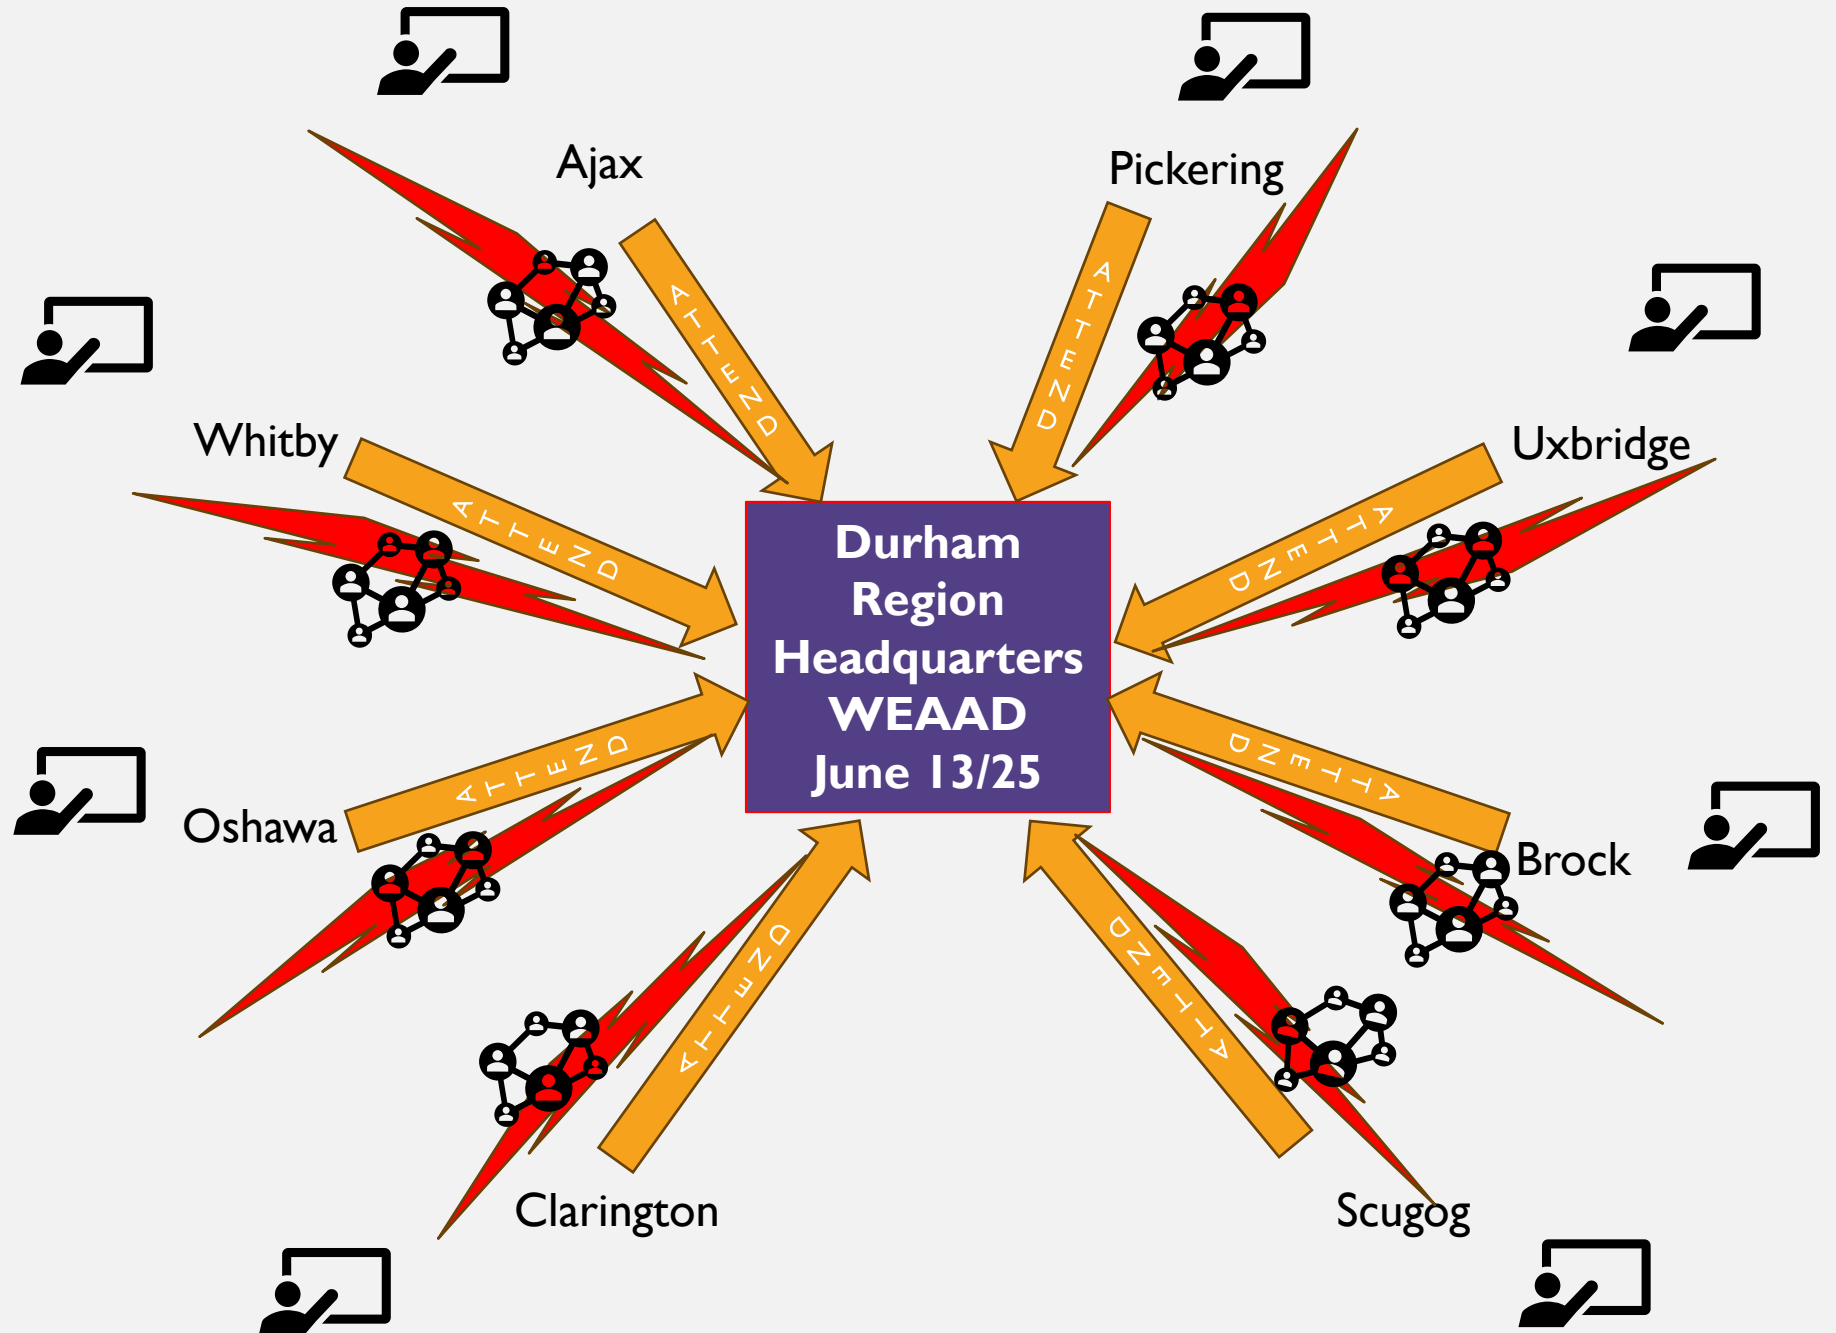 Ajax
Pickering
ATTEND
ATTEND
Whitby
Uxbridge
ATTEND
ATTEND
Durham
Region
Headquarters
WEAAD
June 13/25
ATTEND
ATTEND
Oshawa
Brock
ATTEND
ATTEND
Clarington
Scugog